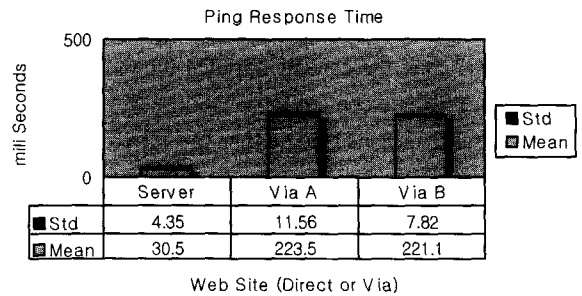 Ping Response Time
500
mili Seconds
0
Std
Mean
Server Via A Via B
Std 4.35 11.56 7.82
Mean 30.5 223.5 221.1
Web Site (Direct or Via)